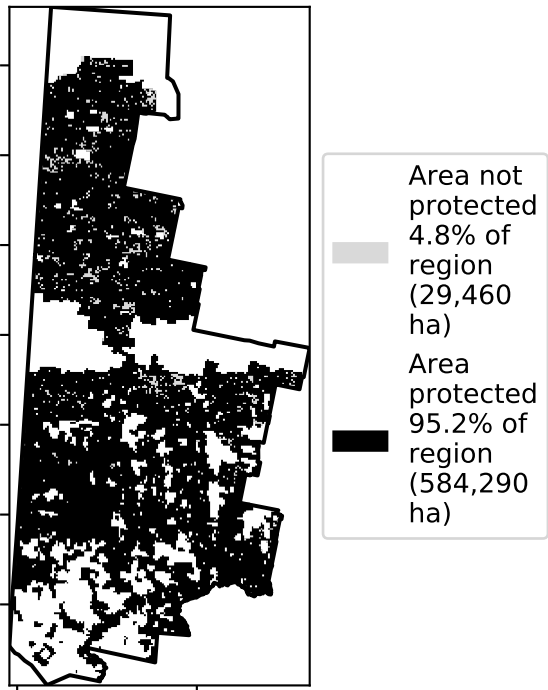 Area not
protected
4.8% of
region
(29,460
ha)
Area
protected
95.2% of
region
(584,290
ha)